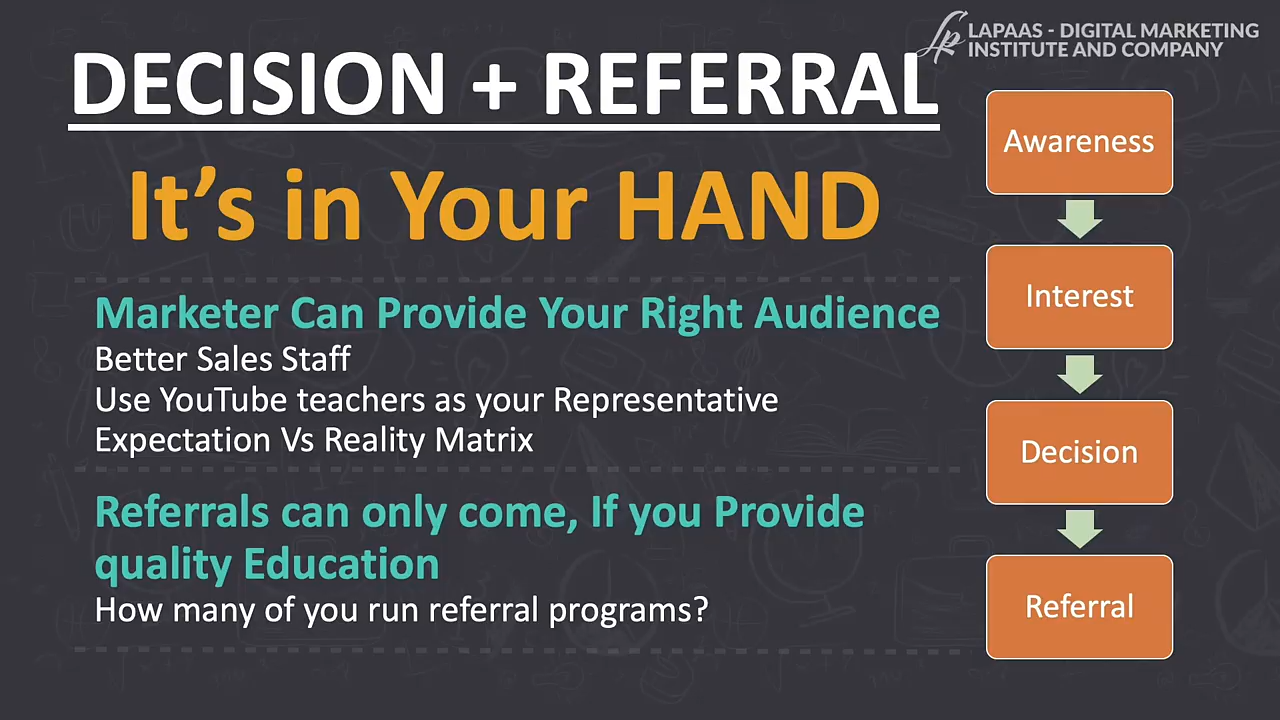 LAPAAS - DIGITAL MARKETING
INSTITUTE AND COMPANY
DECISION + REFERRAL
It's in Your HAND
Marketer Can Provide Your Right Audience
Better Sales Staff
Use YouTube teachers as your Representative
Expectation Vs Reality Matrix
Referrals can only come, If you Provide
quality Education
How many of you run referral programs?
Awareness
Interest
Decision
Referral